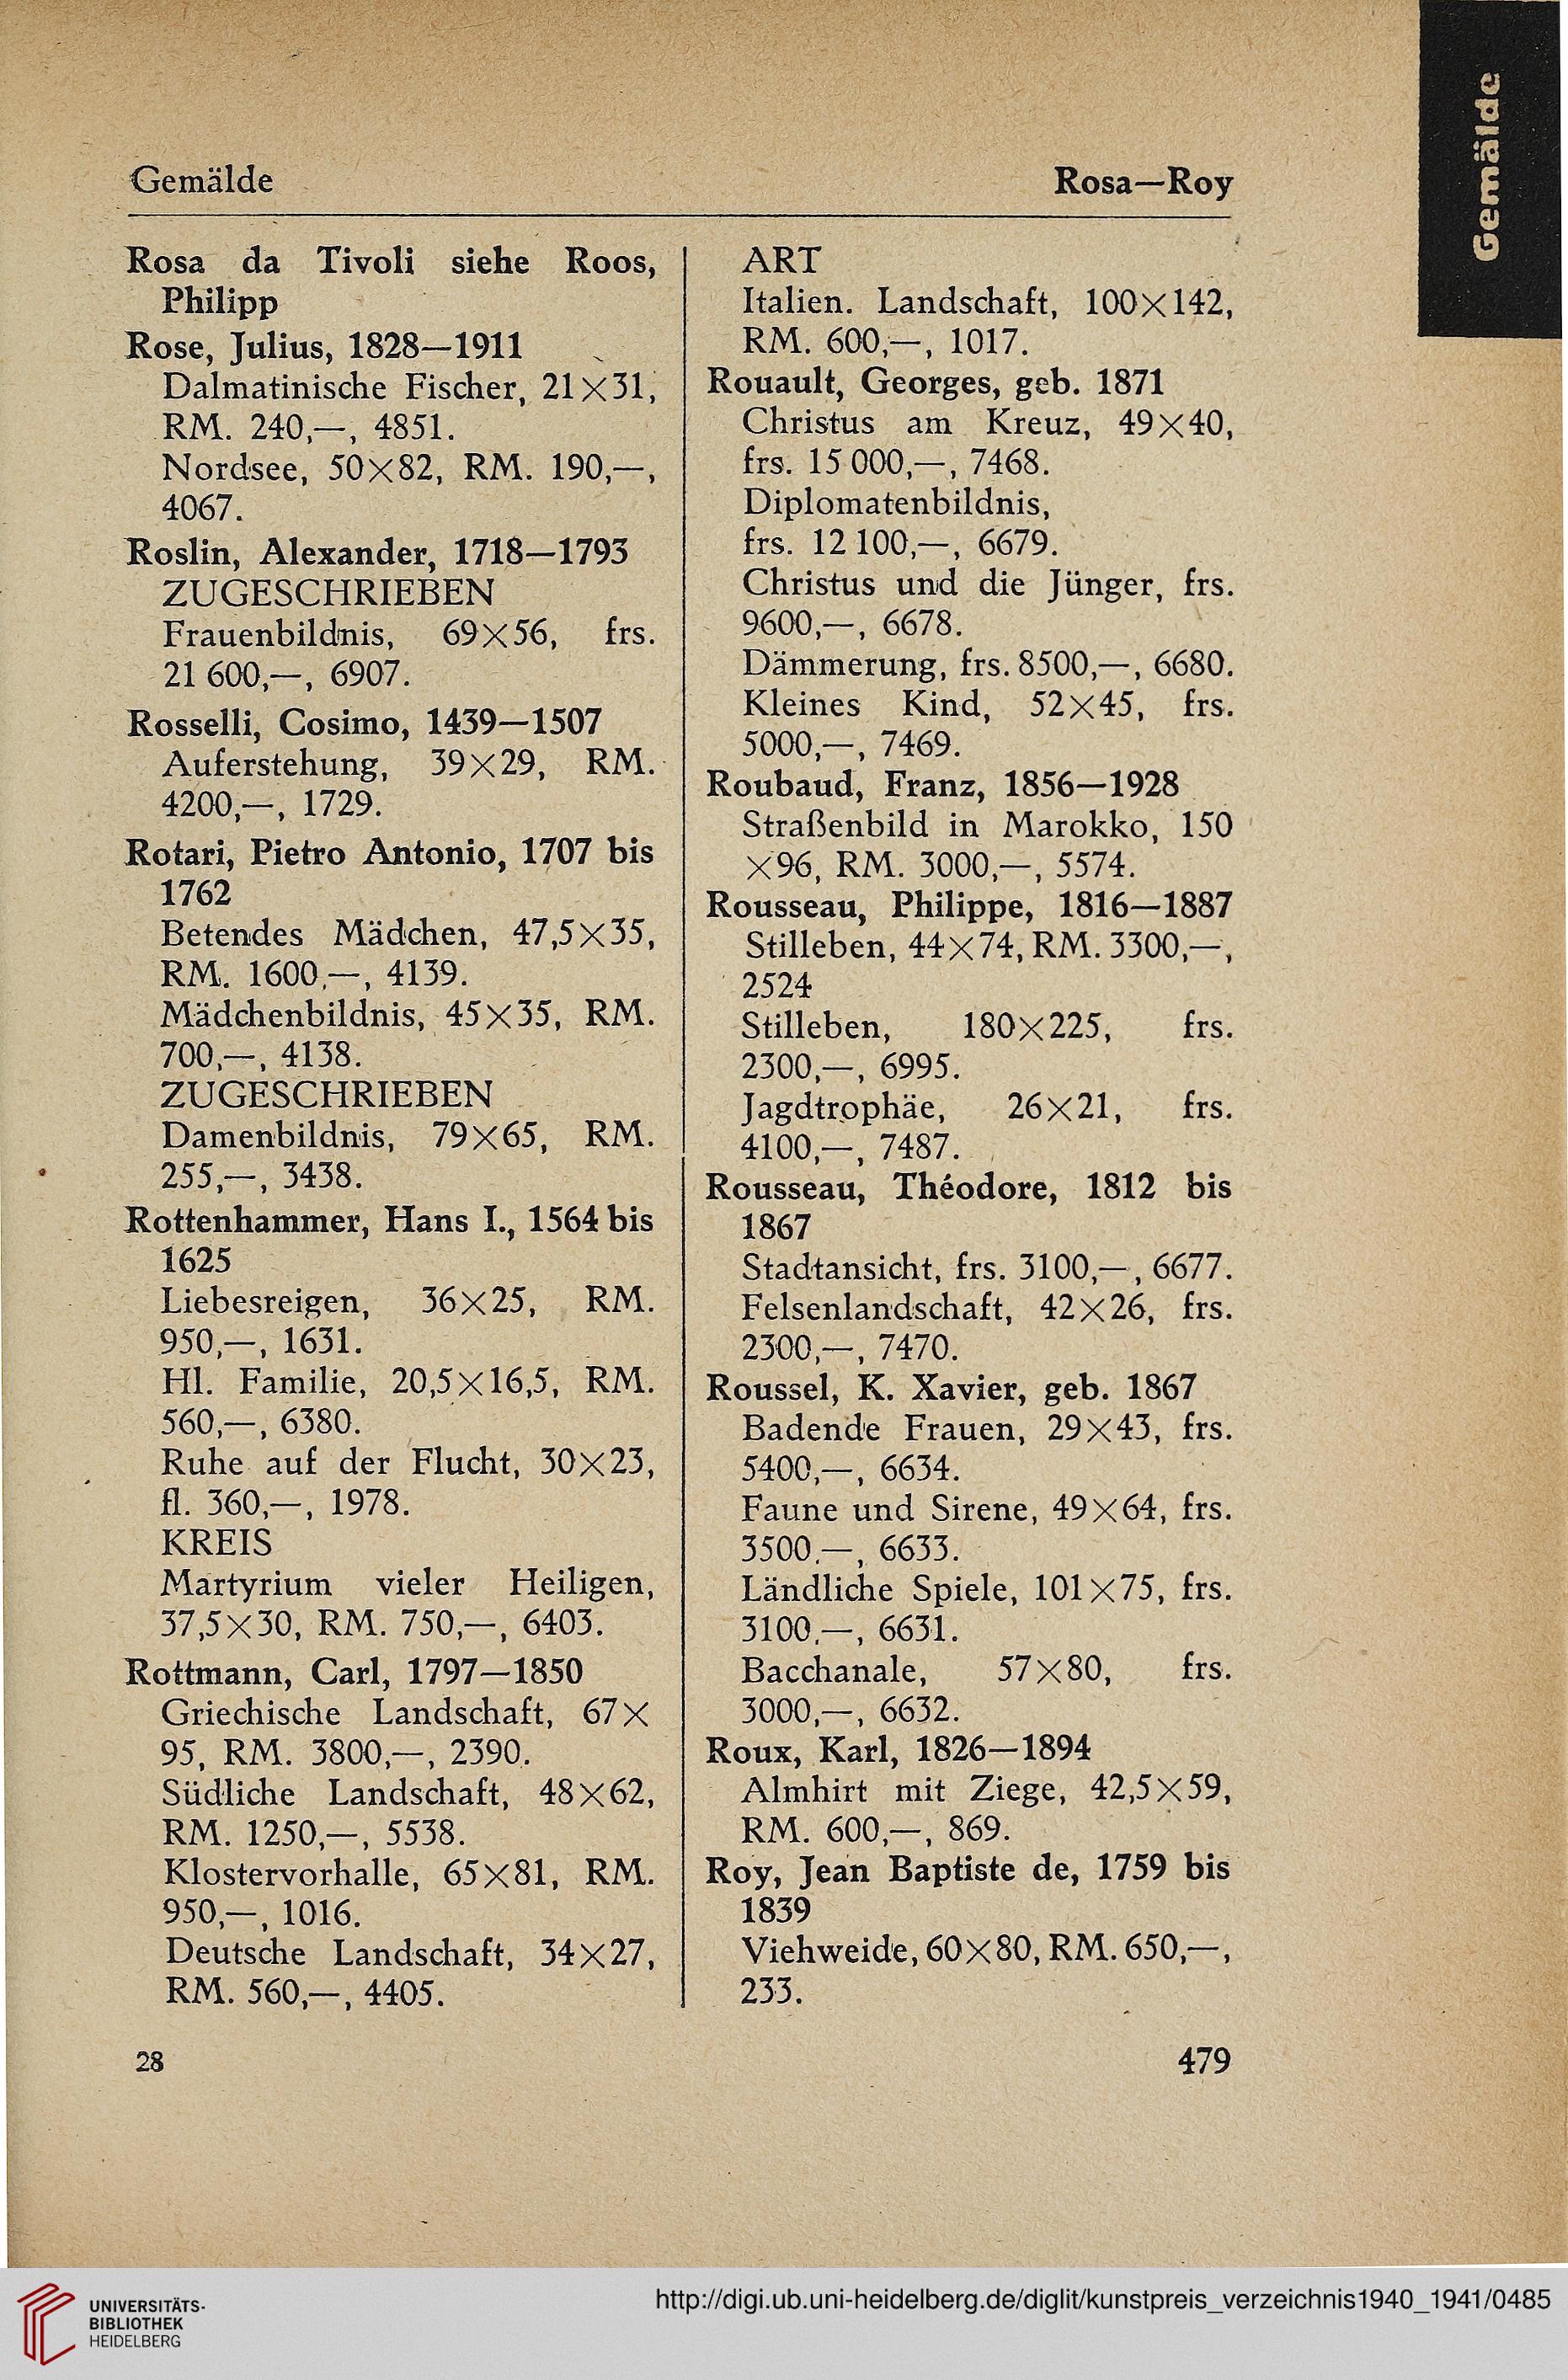 Gemälde
Gemälde
Rosa—Roy
Rosa da Tivoli siehe Roos,
Philipp
Rose, Julius, 1828—1911
Dalmatinische Fischer, 21×31,
RM. 240,—, 4851.
Nordsee, 50×82, RM. 190,—,
4067.
Roslin, Alexander, 1718—1793
ZUGESCHRIEBEN
Frauenbildnis, 69×56, frs.
21 600,—, 6907.
Rosselli, Cosimo, 1439—1507
Auferstehung, 39×29, RM.
4200,—, 1729.
Rotari, Pietro Antonio, 1707 bis
1762
Betendes Mädchen, 47,5×35,
RM. 1600,—, 4139.
Mädchenbildnis, 45×35, RM.
700,—, 4138.
ZUGESCHRIEBEN
Damenbildnis, 79×65, RM.
255,—, 3438.
Rottenhammer, Hans I., 1564 bis
1625
Liebesreigen, 36×25, RM.
950,—, 1631.
Hl. Familie, 20,5×16,5, RM.
560,—, 6380.
Ruhe auf der Flucht, 30×23,
fl. 360,—, 1978.
KREIS
Martyrium vieler Heiligen,
37,5×30, RM. 750,—, 6403.
Rottmann, Carl, 1797—1850
Griechische Landschaft, 67×
95, RM. 3800,—, 2390.
Südliche Landschaft, 48×62,
RM. 1250,—, 5538.
Klostervorhalle, 65×81, RM.
950,—, 1016.
Deutsche Landschaft, 34×27,
RM. 560,—, 4405.
ART
Italien. Landschaft, 100×142,
RM. 600,—, 1017.
Rouault, Georges, geb. 1871
Christus am Kreuz, 49×40,
frs. 15 000,—, 7468.
Diplomatenbildnis,
frs. 12 100,—, 6679.
Christus und die Jünger, frs.
9600,—, 6678.
Dämmerung, frs. 8500,—, 6680.
Kleines Kind, 52×45, frs.
5000,—, 7469.
Roubaud, Franz, 1856—1928
Straßenbild in Marokko, 150
×96, RM. 3000,—, 5574.
Rousseau, Philippe, 1816—1887
Stilleben, 44×74, RM. 3300,—,
2524
Stilleben, 180×225, frs.
2300,—, 6995.
Jagdtrophäe, 26×21, frs.
4100,—, 7487.
Rousseau, Théodore, 1812 bis
1867
Stadtansicht, frs. 3100,—, 6677.
Felsenlandschaft, 42×26, frs.
2300,—, 7470.
Roussel, K. Xavier, geb. 1867
Badende Frauen, 29×43, frs.
5400,—, 6634.
Faune und Sirene, 49×64, frs.
3500,—, 6633.
Ländliche Spiele, 101×75, frs.
3100,—, 6631.
Bacchanale, 57×80, frs.
3000,—, 6632.
Roux, Karl, 1826—1894
Almhirt mit Ziege, 42,5×59,
RM. 600,—, 869.
Roy, Jean Baptiste de, 1759 bis
1839
Viehweide, 60×80, RM. 650,—,
233.
28
479
UNIVERSITÄTS-
BIBLIOTHEK
HEIDELBERG
http://digi.ub.uni-heidelberg.de/diglit/kunstpreis_verzeichnis1940_1941/0485